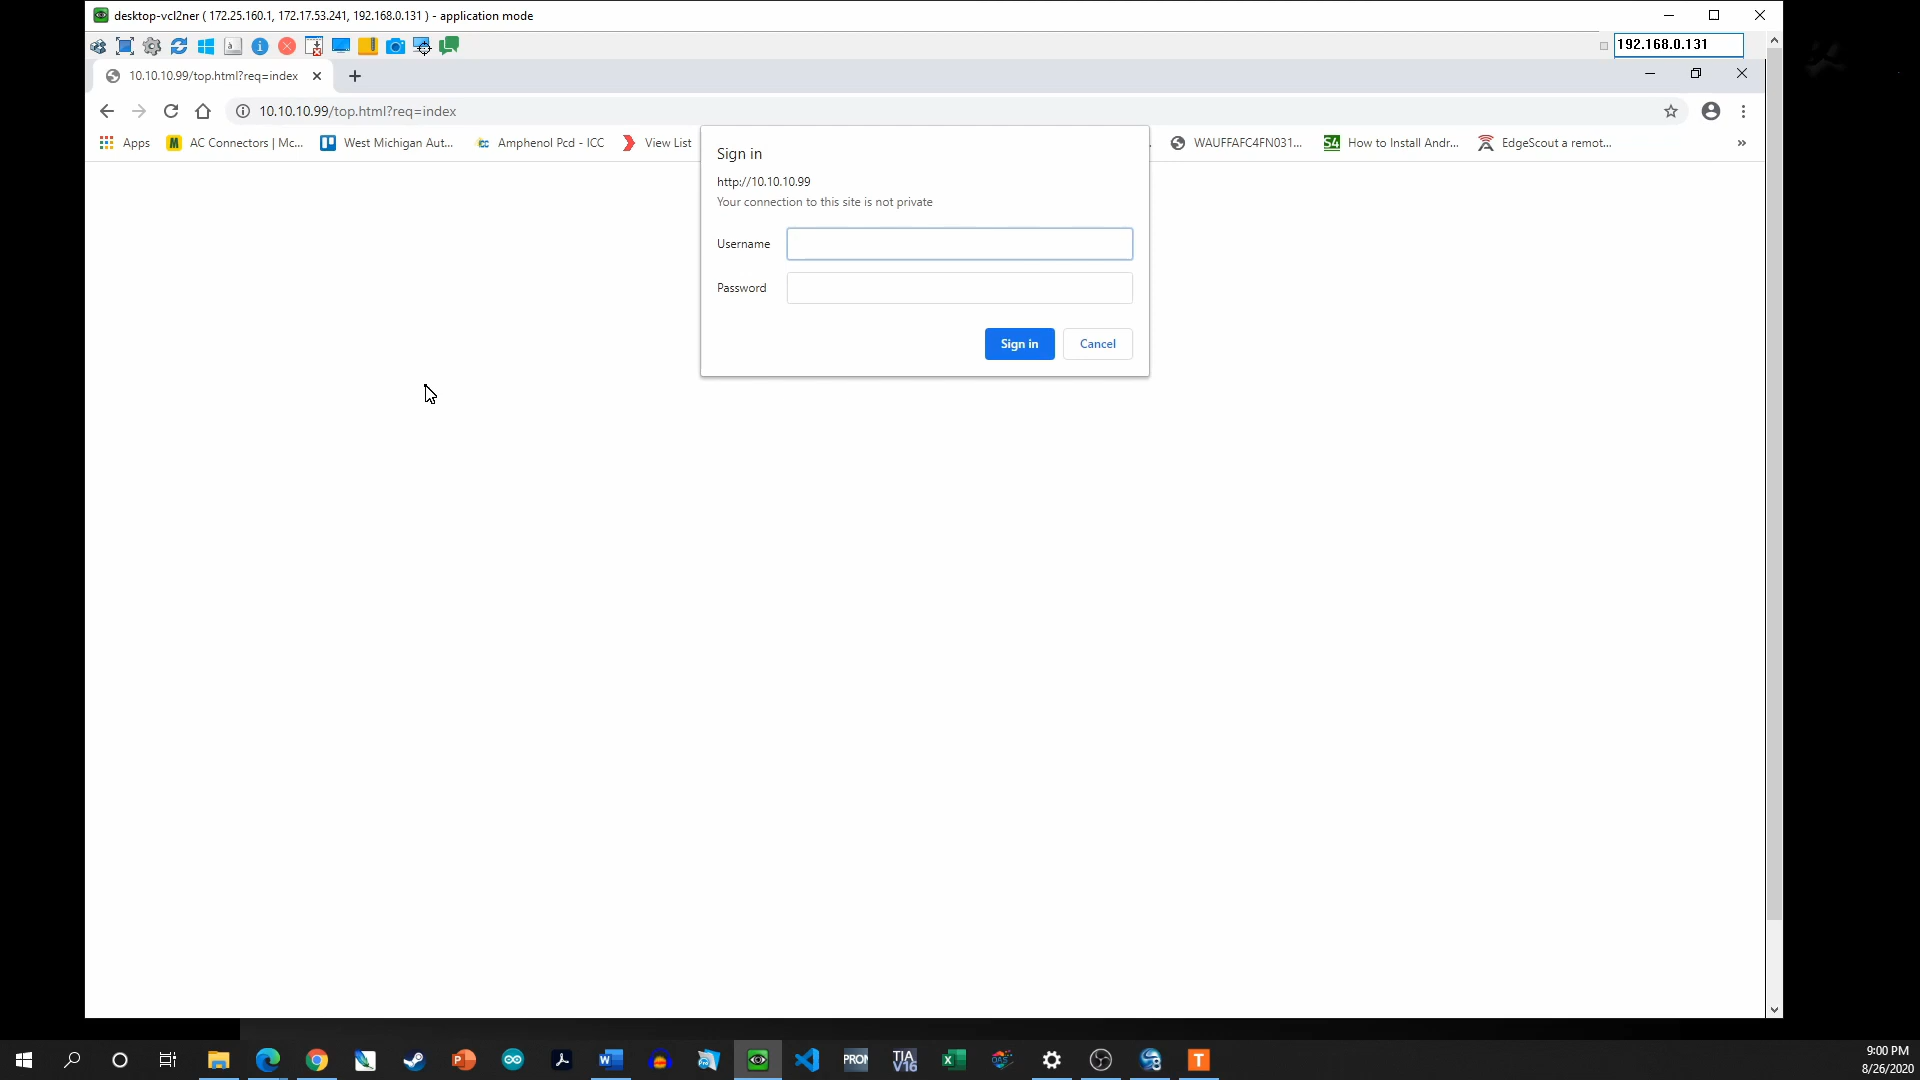 desktop-vcl2ner ( 172.25.160.1, 172.17.53.241, 192.168.0.131 ) - application mode
192.168.0.131
10.10.10.99/top.html?req=index
10.10.10.99/top.html?req=index
Apps
AC Connectors | Mc...
West Michigan Aut...
Amphenol Pcd - ICC
View List
WAUFFAFC4FN031...
How to Install Andr...
EdgeScout a remot...
Sign in
http://10.10.10.99
Your connection to this site is not private
Username
Password
Sign in
Cancel
PRON
TIA
V16
9:00 PM
8/26/2020